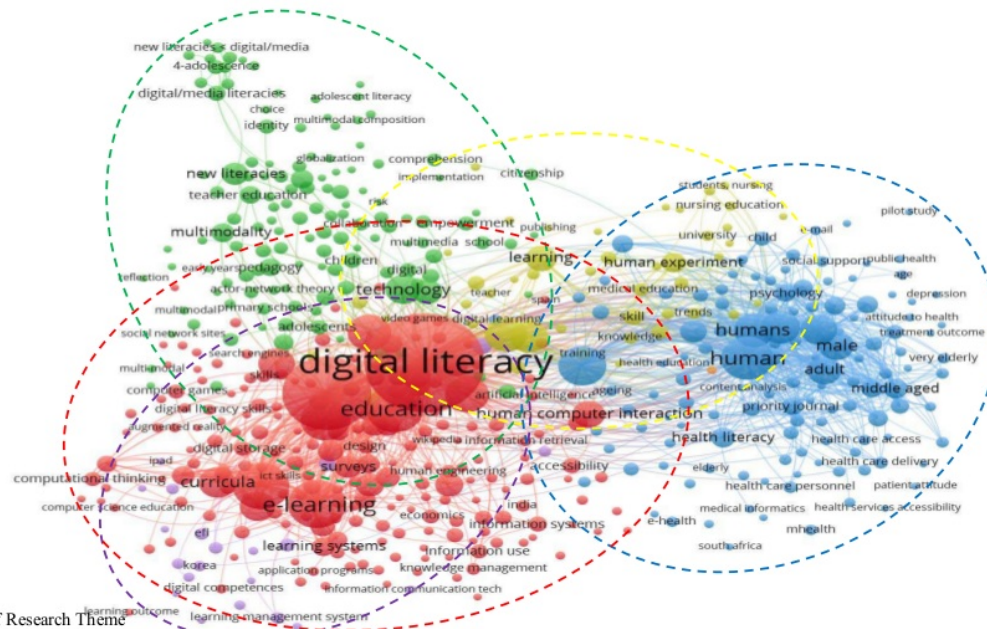 new literacies < digital/media
4-adolescence
digital/media literacies
adolescent literacy
choice
identity
multimodal composition
globalization
comprehension
new literacies
implementation
citizenship
students, nursing
teacher education
risk
nursing education
pilot study
collaboration
empowerment
publishing
multimodality
university
child
e-mail
multimedia
school
children
learning
human experiment
social support
public health
early years
pedagogy
digital
age
reflection
actor-network theory
technology
teacher
medical education
psychology
depression
multimodal
primary school
spain
trends
attitude to health
video games
digital learning
skill
social network sites
adolescents
knowledge
humans
treatment outcome
search engines
digital literacy
training
human
male
very elderly
multi-modal
skills
health education
adult
computer games
artificial intelligence
ageing
content analysis
middle aged
digital literacy skills
education
human computer interaction
priority journal
augmented reality
wikipedia
information retrieval
health literacy
health care access
digital storage
design
ipad
surveys
human engineering
accessibility
elderly
health care delivery
computational thinking
curricula
ict skills
health care personnel
patient attitude
computer science education
e-learning
india
medical informatics
health services accessibility
economics
information systems
e-health
mhealth
efl
learning systems
information use
south africa
korea
application programs
knowledge management
digital competences
information communication tech
learning outcome
learning management system
f Research Theme